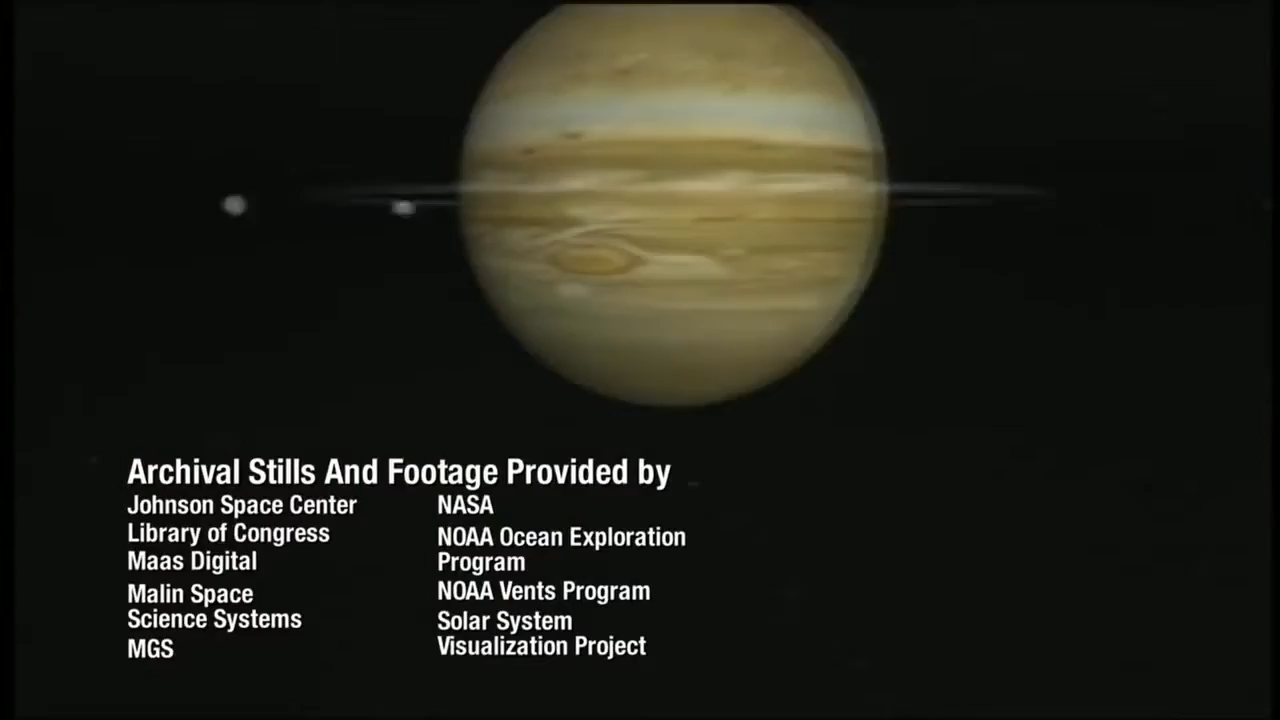 Archival Stills And Footage Provided by
Johnson Space Center
Library of Congress
Maas Digital
Malin Space
Science Systems
MGS
NASA
NOAA Ocean Exploration
Program
NOAA Vents Program
Solar System
Visualization Project